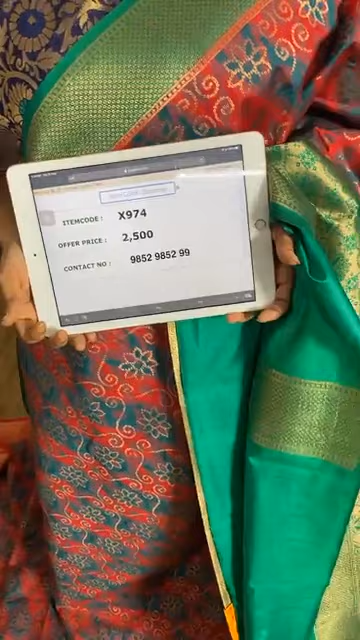 ITEMCODE : X974
OFFER PRICE : 2,500
CONTACT NO : 9852 9852 99